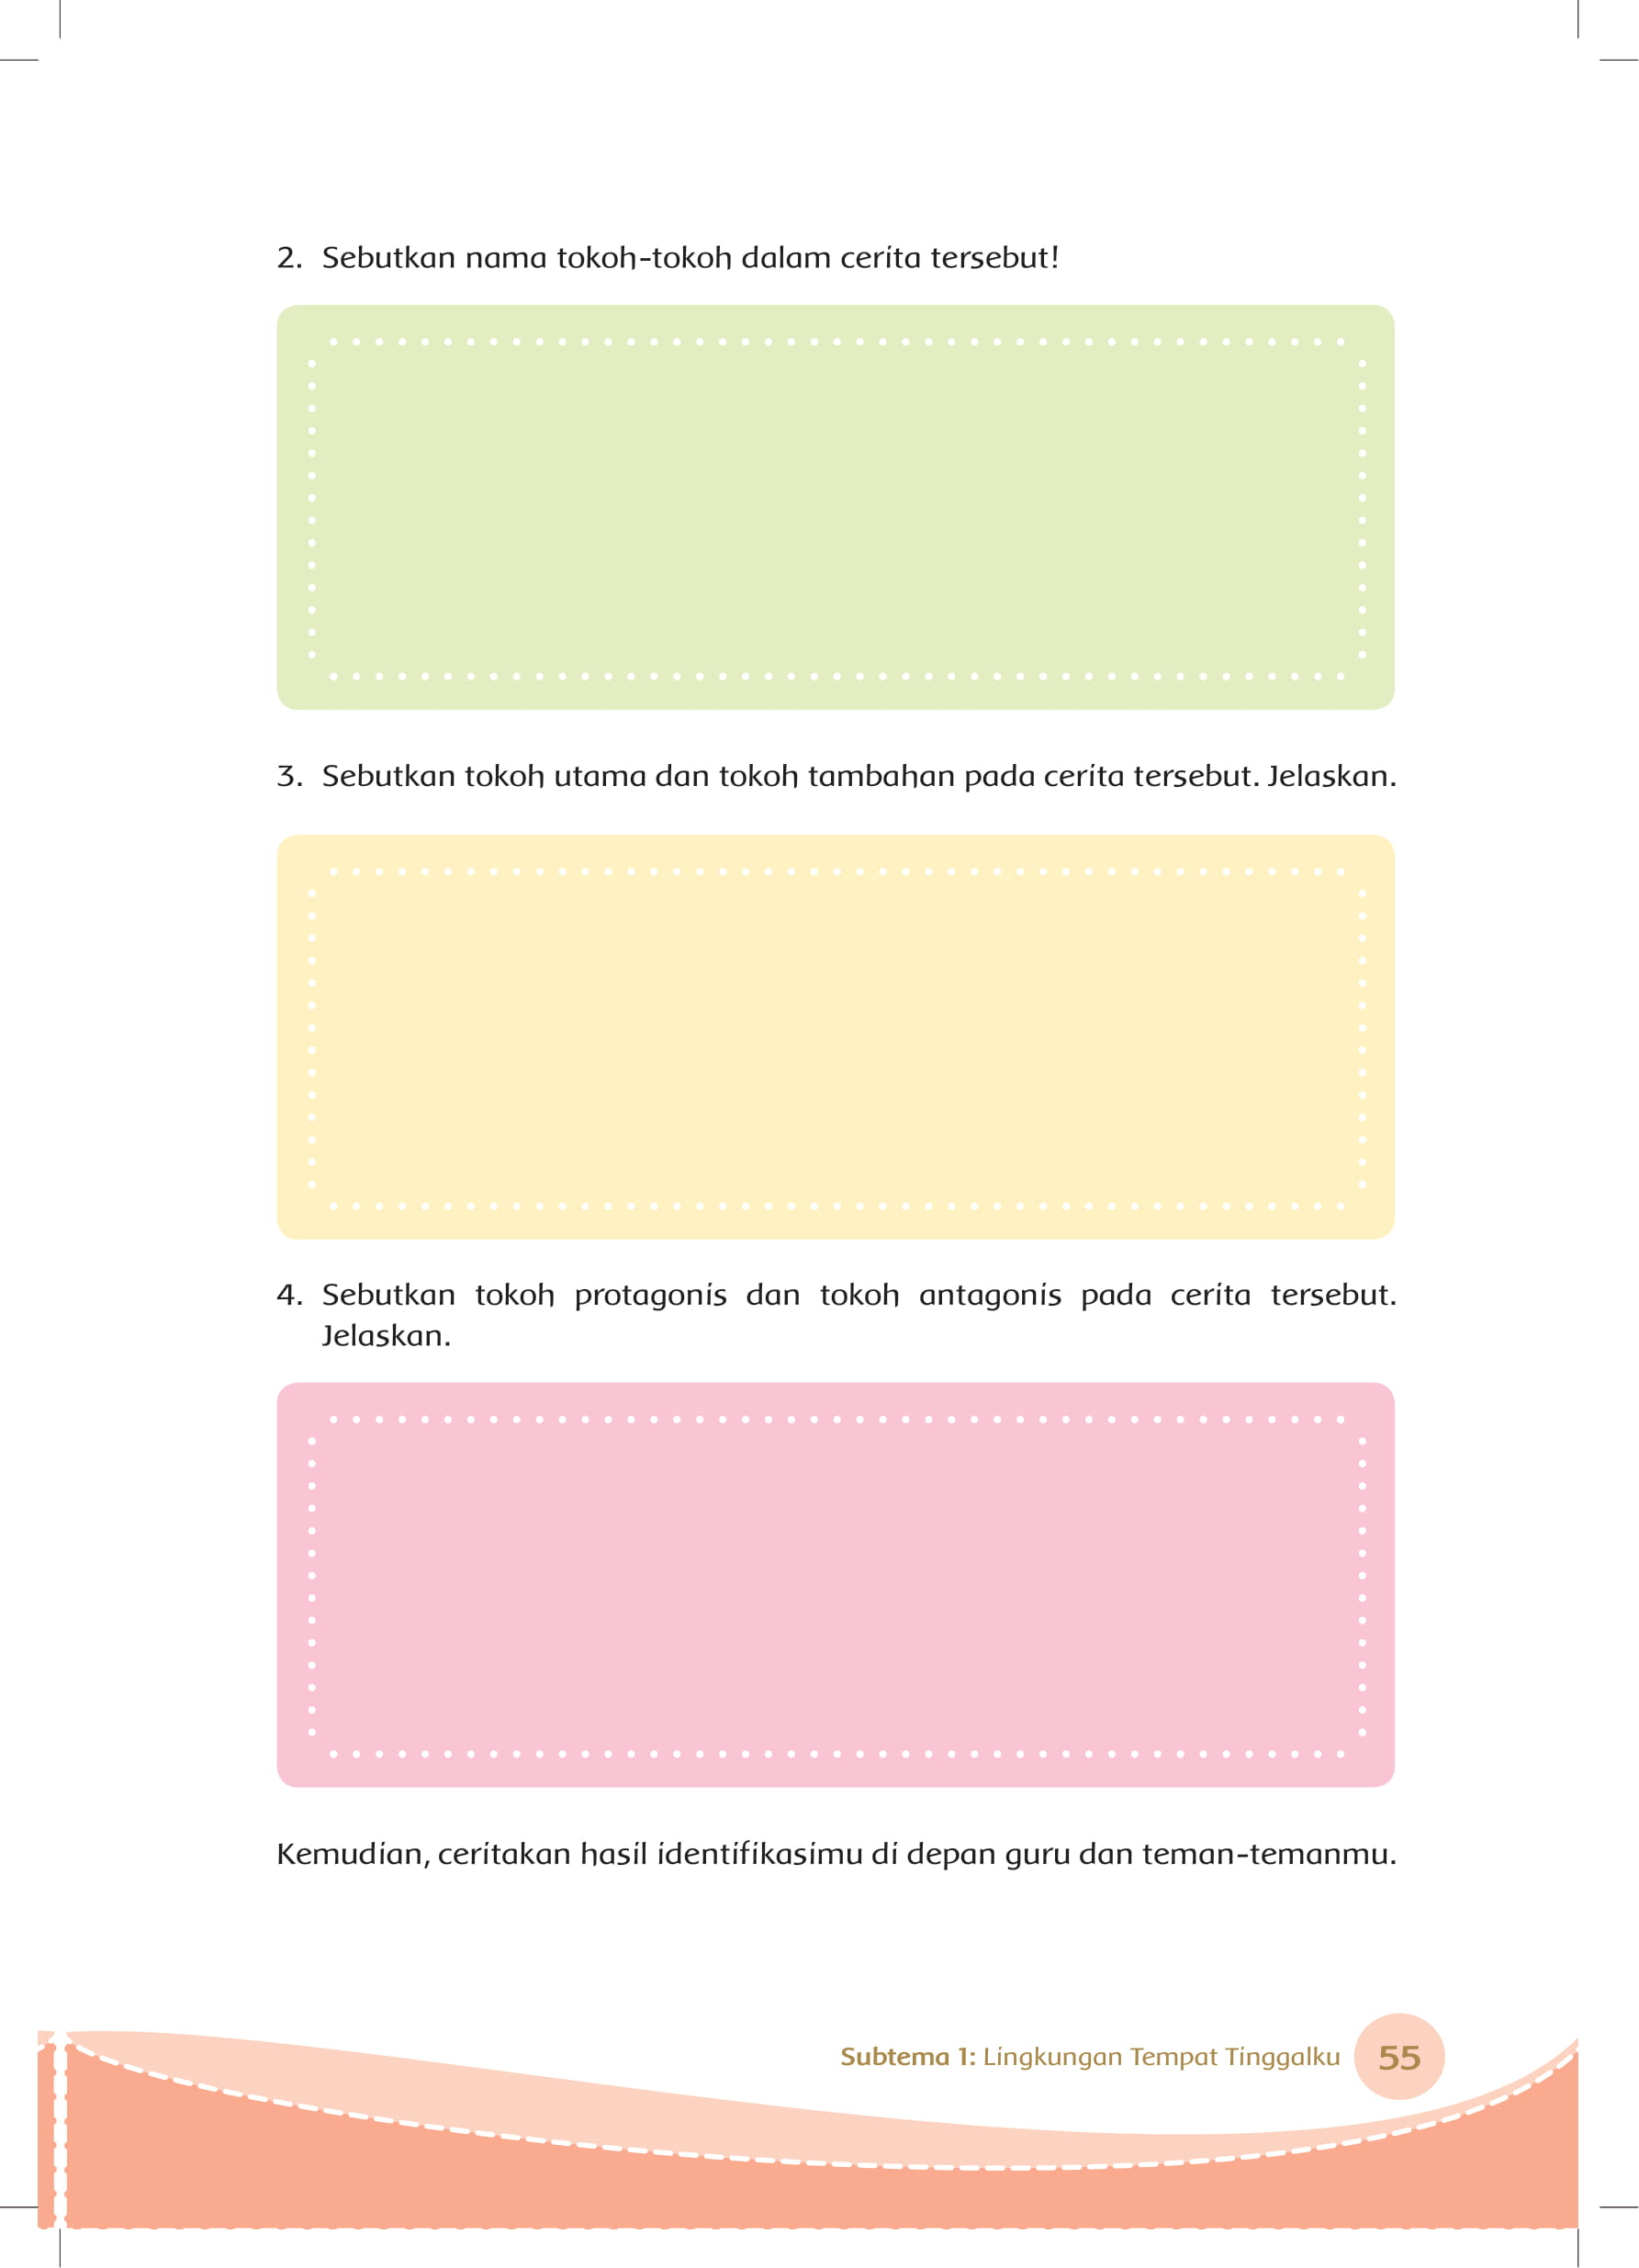 2. Sebutkan nama tokoh-tokoh dalam cerita tersebut!
3. Sebutkan tokoh utama dan tokoh tambahan pada cerita tersebut. Jelaskan.
4. Sebutkan tokoh protagonis dan tokoh antagonis pada cerita tersebut.
Jelaskan.
Kemudian, ceritakan hasil identifikasimu di depan guru dan teman-temanmu.
Subtema 1: Lingkungan Tempat Tinggalku 55